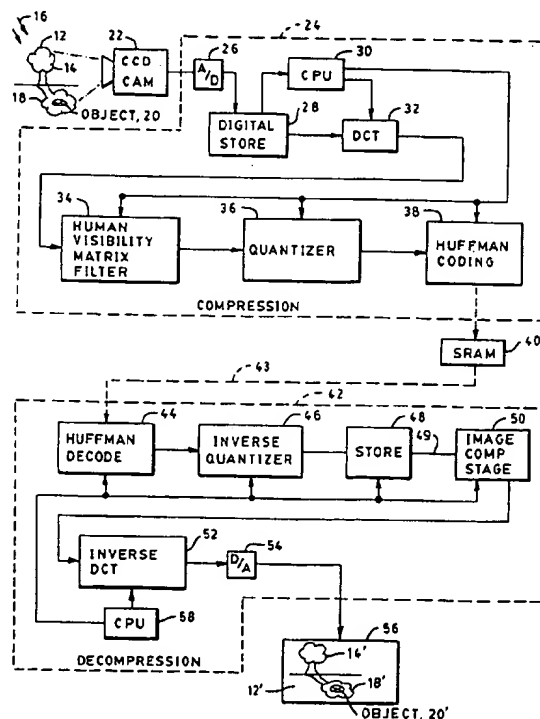 16
12
14
18
OBJECT, 20
22
CCD
CAM
24
26
A/D
30
CPU
28
DIGITAL
STORE
32
DCT
34
HUMAN
VISIBILITY
MATRIX
FILTER
36
QUANTIZER
38
HUFFMAN
CODING
COMPRESSION
SRAM
40
43
42
44
HUFFMAN
DECODE
46
INVERSE
QUANTIZER
48
STORE
49
50
IMAGE
COMP
STAGE
52
INVERSE
DCT
54
D/A
CPU
58
DECOMPRESSION
56
14'
18'
12'
OBJECT, 20'